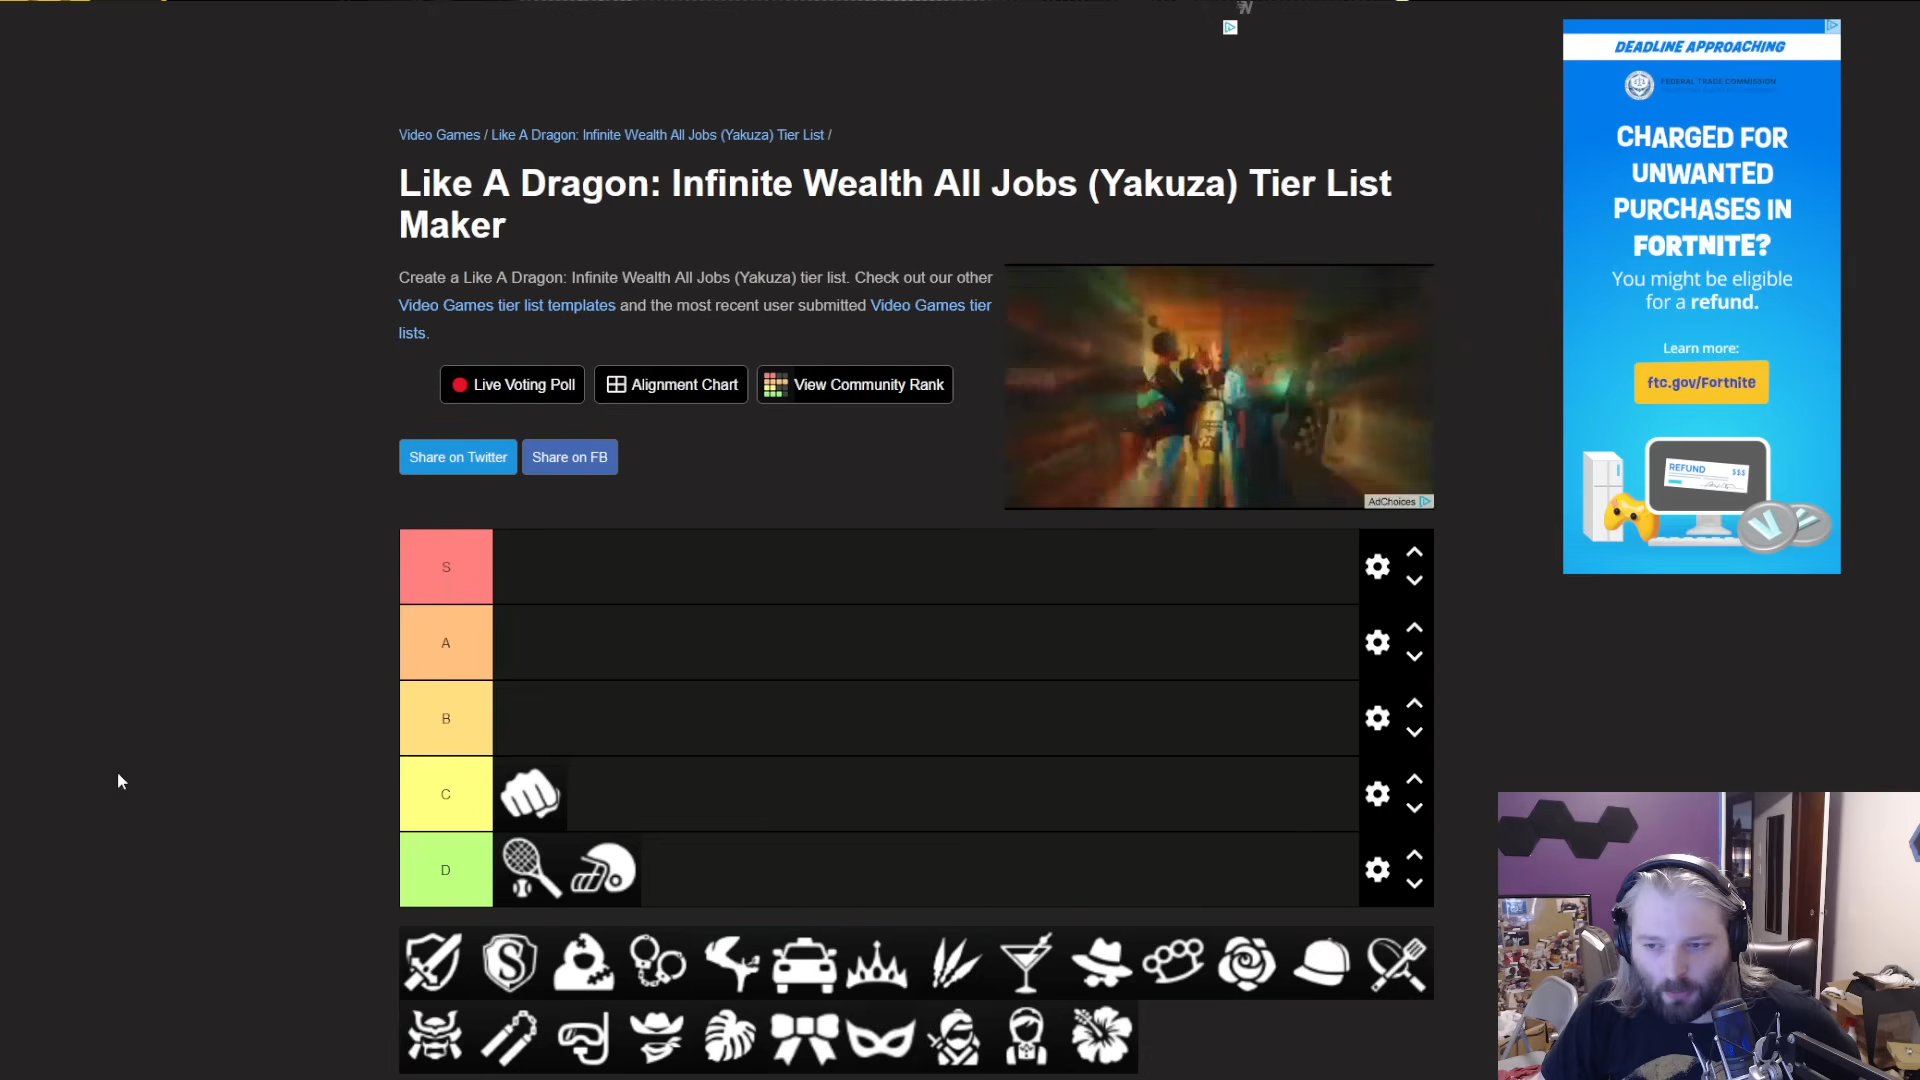 DEADLINE APPROACHING
FEDERAL TRADE COMMISSION
CHARGED FOR
UNWANTED
PURCHASES IN
FORTNITE?
You might be eligible
for a refund.
Learn more:
ftc.gov/Fortnite
REFUND $$$
Video Games / Like A Dragon: Infinite Wealth All Jobs (Yakuza) Tier List /
Like A Dragon: Infinite Wealth All Jobs (Yakuza) Tier List
Maker
Create a Like A Dragon: Infinite Wealth All Jobs (Yakuza) tier list. Check out our other
Video Games tier list templates and the most recent user submitted Video Games tier
lists.
Live Voting Poll
Alignment Chart
View Community Rank
Share on Twitter
Share on FB
AdChoices
S
A
B
C
D